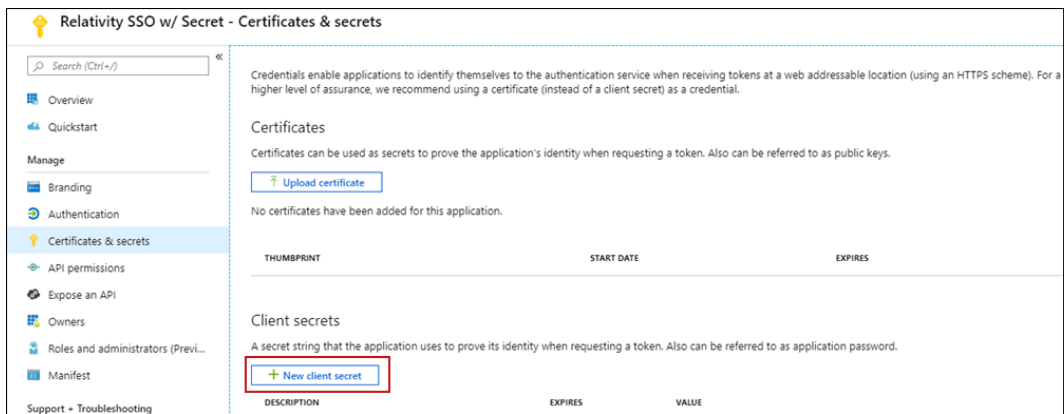 Relativity SSO w/ Secret - Certificates & secrets
Search (Ctrl+/)
«
Overview
Quickstart
Manage
Branding
Authentication
Certificates & secrets
API permissions
Expose an API
Owners
Roles and administrators (Previ...
Manifest
Support + Troubleshooting
Credentials enable applications to identify themselves to the authentication service when receiving tokens at a web addressable location (using an HTTPS scheme). For a
higher level of assurance, we recommend using a certificate (instead of a client secret) as a credential.
Certificates
Certificates can be used as secrets to prove the application's identity when requesting a token. Also can be referred to as public keys.
Upload certificate
No certificates have been added for this application.
THUMBPRINT START DATE EXPIRES
Client secrets
A secret string that the application uses to prove its identity when requesting a token. Also can be referred to as application password.
+ New client secret
DESCRIPTION EXPIRES VALUE